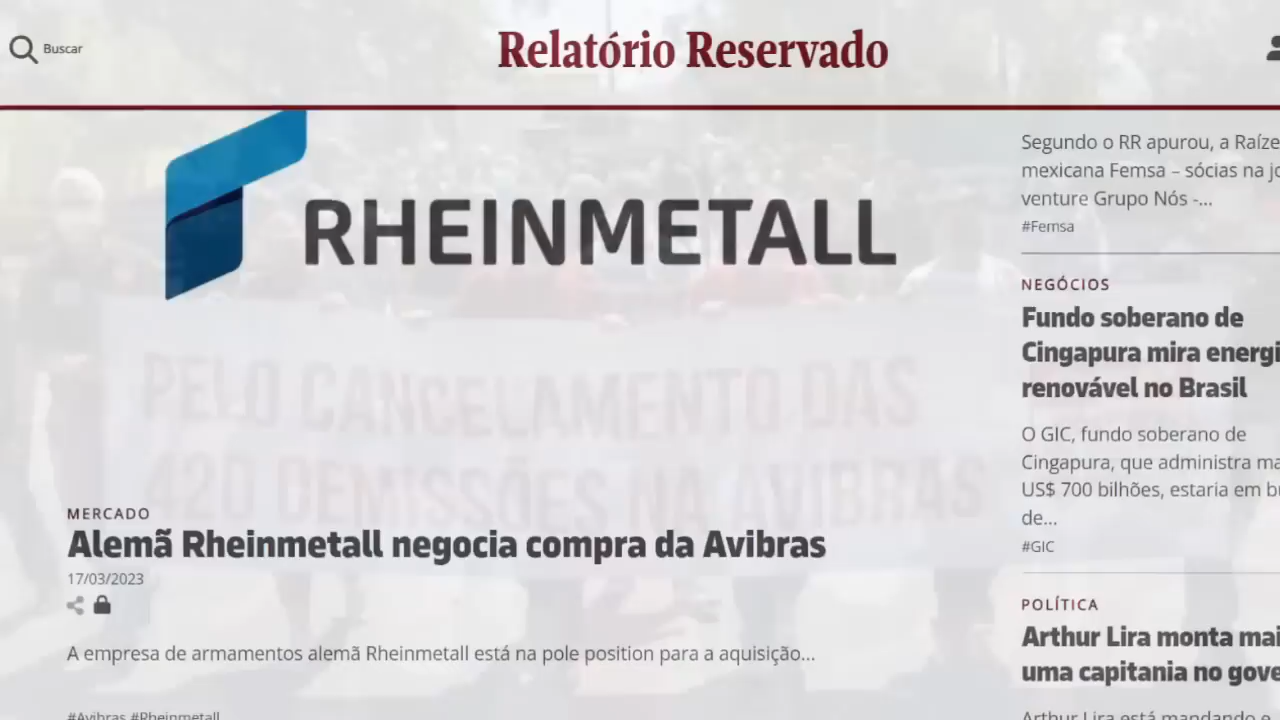 Buscar
Relatório Reservado
RHEINMETALL
PELO CANCELAMENTO DAS
420 DEMISSÕES NA AVIBRAS
MERCADO
Alemã Rheinmetall negocia compra da Avibras
17/03/2023
A empresa de armamentos alemã Rheinmetall está na pole position para a aquisição...
#Avibras #Rheinmetall
Segundo o RR apurou, a Raíze
mexicana Femsa – sócias na jo
venture Grupo Nós -...
#Femsa
NEGÓCIOS
Fundo soberano de
Cingapura mira energi
renovável no Brasil
O GIC, fundo soberano de
Cingapura, que administra ma
US$ 700 bilhões, estaria em bu
de...
#GIC
POLÍTICA
Arthur Lira monta mai
uma capitania no gove
Arthur Lira está mandando e